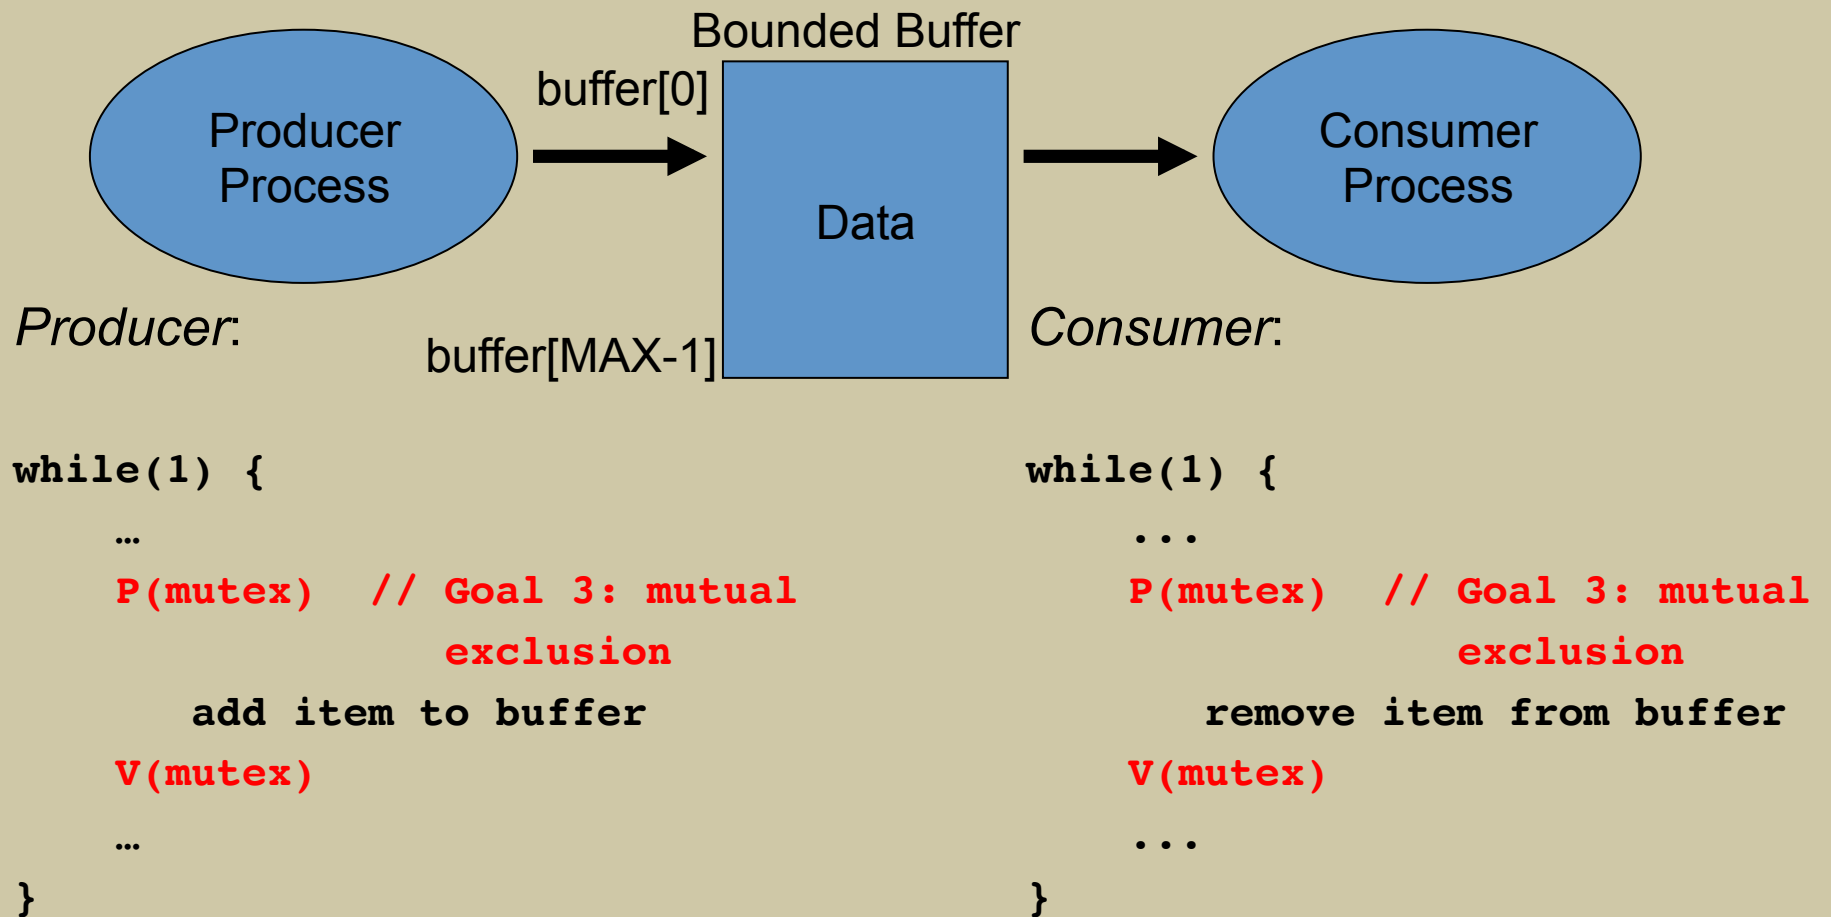 Bounded Buffer
buffer[0]
Producer
Process
Data
Consumer
Process
buffer[MAX-1]
Producer:
while(1) {
…
P(mutex) // Goal 3: mutual
exclusion
add item to buffer
V(mutex)
…
}
Consumer:
while(1) {
...
P(mutex) // Goal 3: mutual
exclusion
remove item from buffer
V(mutex)
...
}